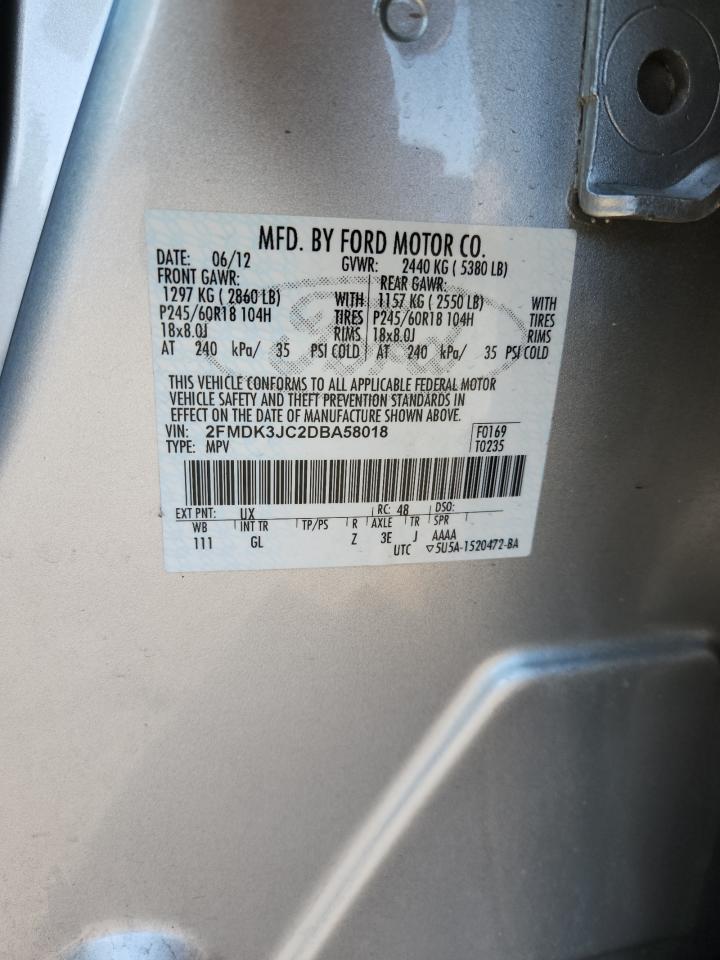 MFD. BY FORD MOTOR CO.
DATE: 06/12 GVWR: 2440 KG ( 5380 LB)
FRONT GAWR: REAR GAWR:
1297 KG ( 2860 LB) WITH 1157 KG ( 2550 LB) WITH
P245/60R18 104H TIRES P245/60R18 104H TIRES
18x8.0J RIMS 18x8.0J RIMS
AT 240 kPa/ 35 PSI COLD AT 240 kPa/ 35 PSI COLD
Ford
THIS VEHICLE CONFORMS TO ALL APPLICABLE FEDERAL MOTOR
VEHICLE SAFETY AND THEFT PREVENTION STANDARDS IN
EFFECT ON THE DATE OF MANUFACTURE SHOWN ABOVE.
VIN: 2FMDK3JC2DBA58018 F0169
TYPE: MPV T0235
EXT PNT: UX RC: 48 DSO:
WB INT TR TP/PS R AXLE TR SPR
111 GL Z 3E J AAAA
UTC ▽5U5A-1520472-BA